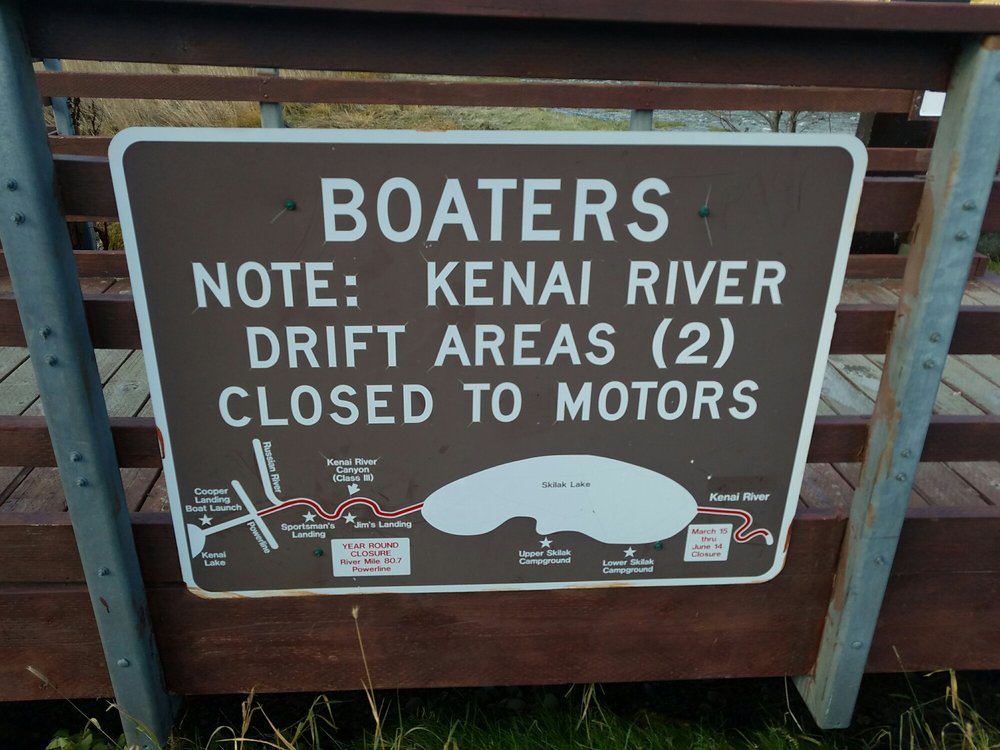 BOATERS
NOTE: KENAI RIVER
DRIFT AREAS (2)
CLOSED TO MOTORS
Russian River
Kenai River
Canyon
(Class III)
Cooper
Landing
Boat Launch
Powerline
Kenai
Lake
Sportsman's
Landing
Jim's Landing
YEAR ROUND
CLOSURE
River Mile 80.7
Powerline
Skilak Lake
Upper Skilak
Campground
Lower Skilak
Campground
Kenai River
March 15
thru
June 14
Closure